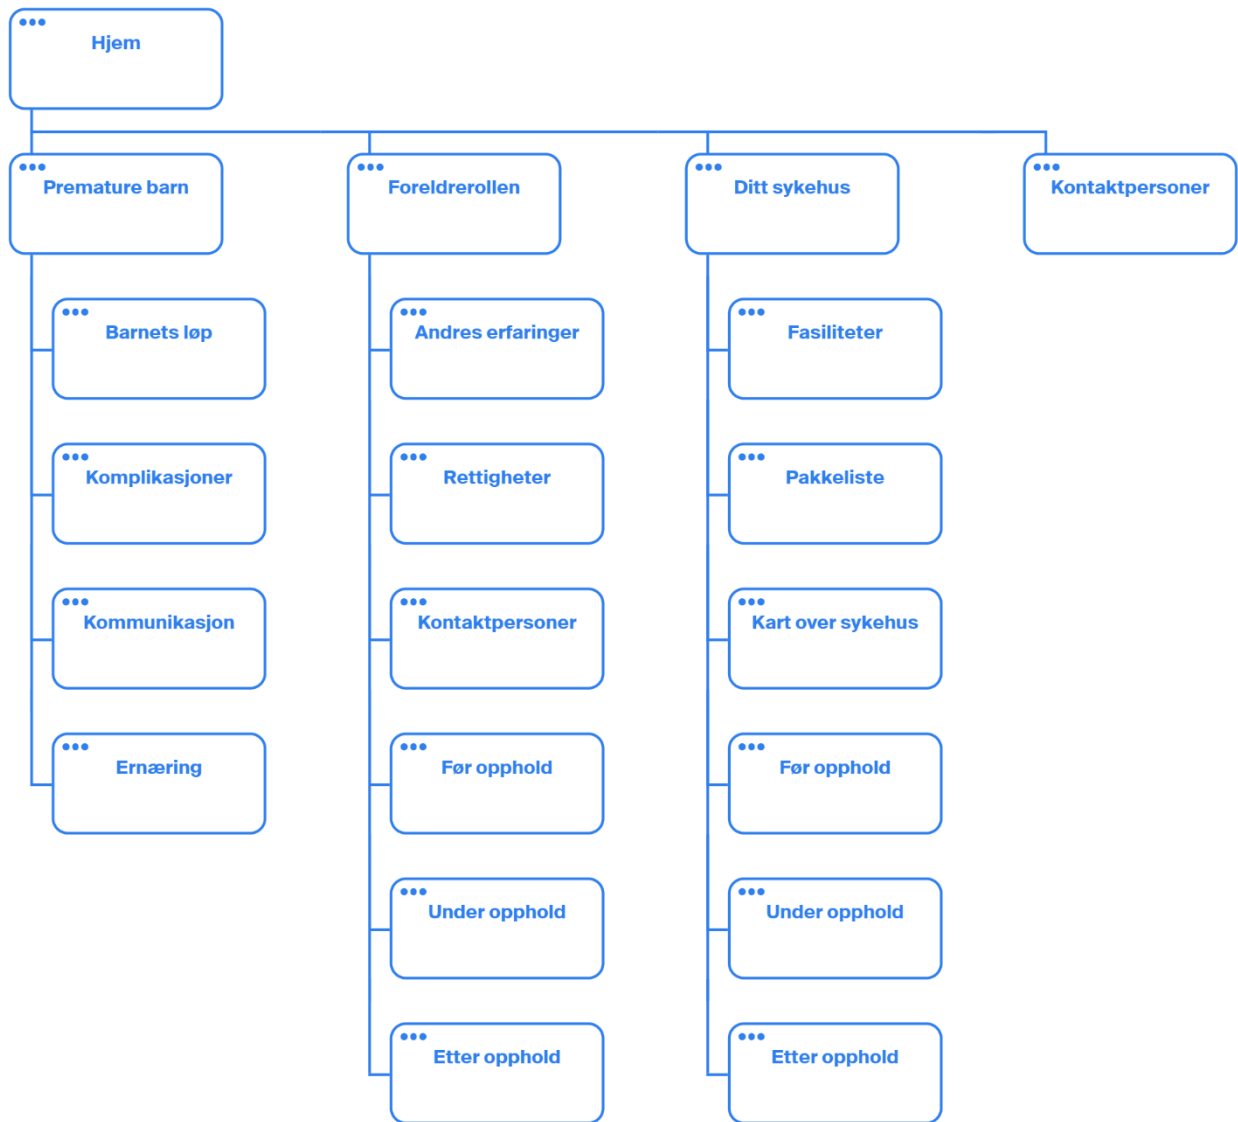 Hjem
Premature barn
Foreldrerollen
Ditt sykehus
Kontaktpersoner
Barnets løp
Andres erfaringer
Fasiliteter
Komplikasjoner
Rettigheter
Pakkeliste
Kommunikasjon
Kontaktpersoner
Kart over sykehus
Ernæring
Før opphold
Før opphold
Under opphold
Under opphold
Etter opphold
Etter opphold